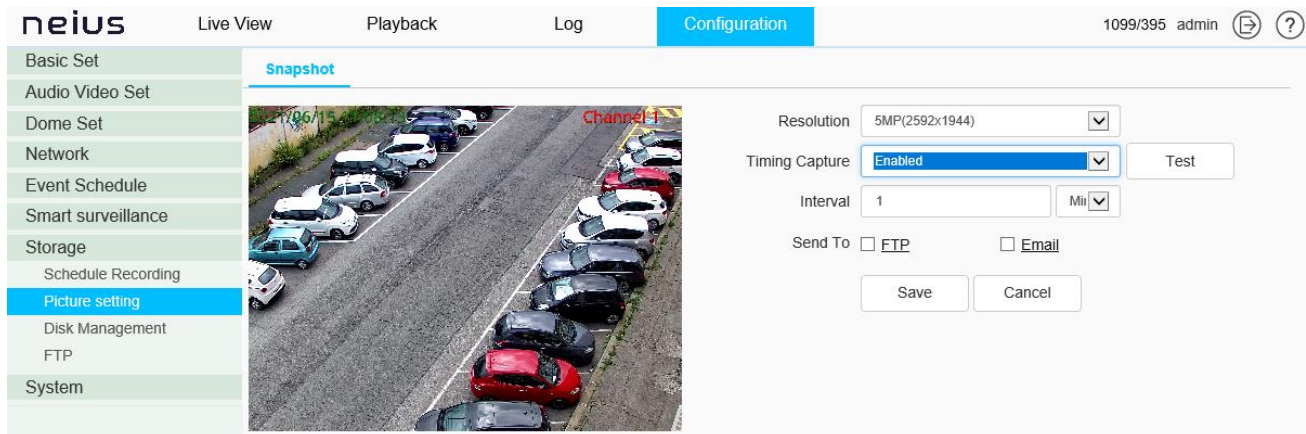 neius Live View Playback Log Configuration 1099/395 admin ?
Basic Set
Audio Video Set
Dome Set
Network
Event Schedule
Smart surveillance
Storage
Schedule Recording
Picture setting
Disk Management
FTP
System
Snapshot
Channel 1
Resolution 5MP(2592x1944)
Timing Capture Enabled Test
Interval 1 Min
Send To FTP Email
Save Cancel